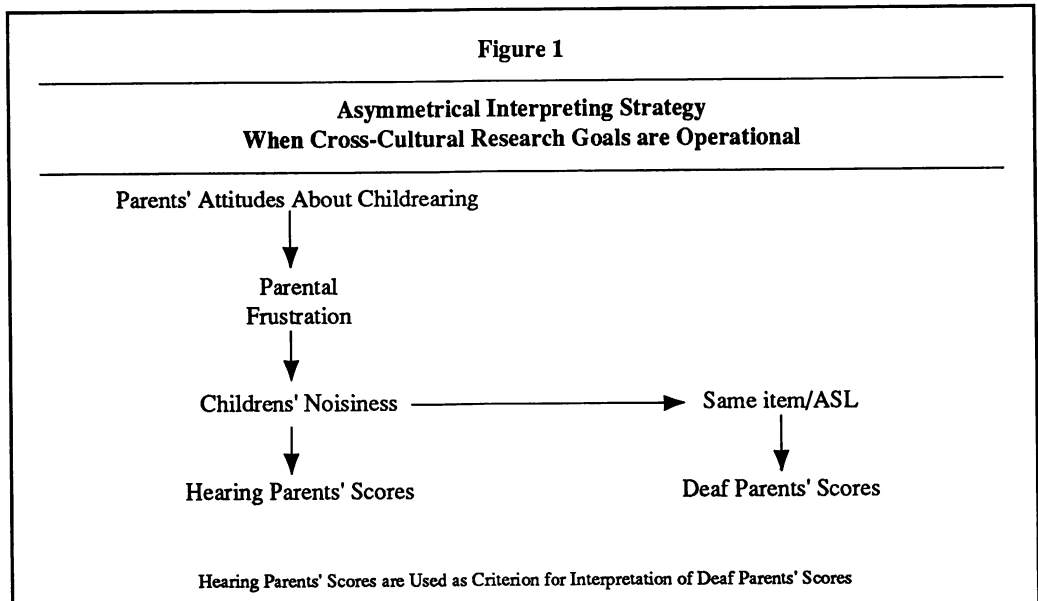 Figure 1
Asymmetrical Interpreting Strategy
When Cross-Cultural Research Goals are Operational
Parents' Attitudes About Childrearing
Parental
Frustration
Childrens' Noisiness
Same item/ASL
Hearing Parents' Scores
Deaf Parents' Scores
Hearing Parents' Scores are Used as Criterion for Interpretation of Deaf Parents' Scores